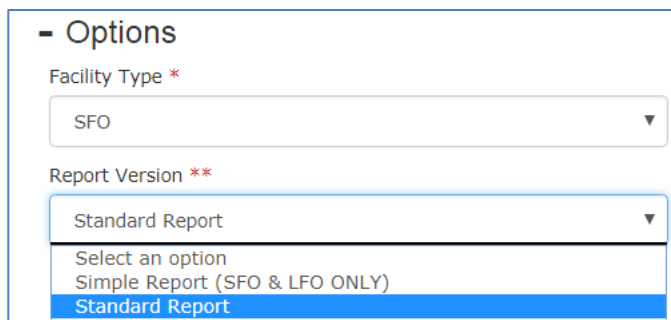 - Options
Facility Type *
SFO
Report Version **
Standard Report
Select an option
Simple Report (SFO & LFO ONLY)
Standard Report